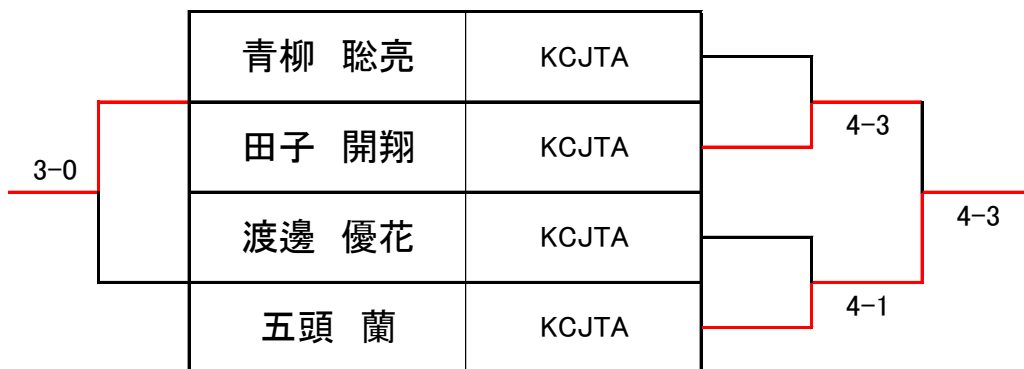 青柳 聡亮 KCJTA
4-3
田子 開翔 KCJTA
3-0
4-3
渡邊 優花 KCJTA
4-1
五頭 蘭 KCJTA